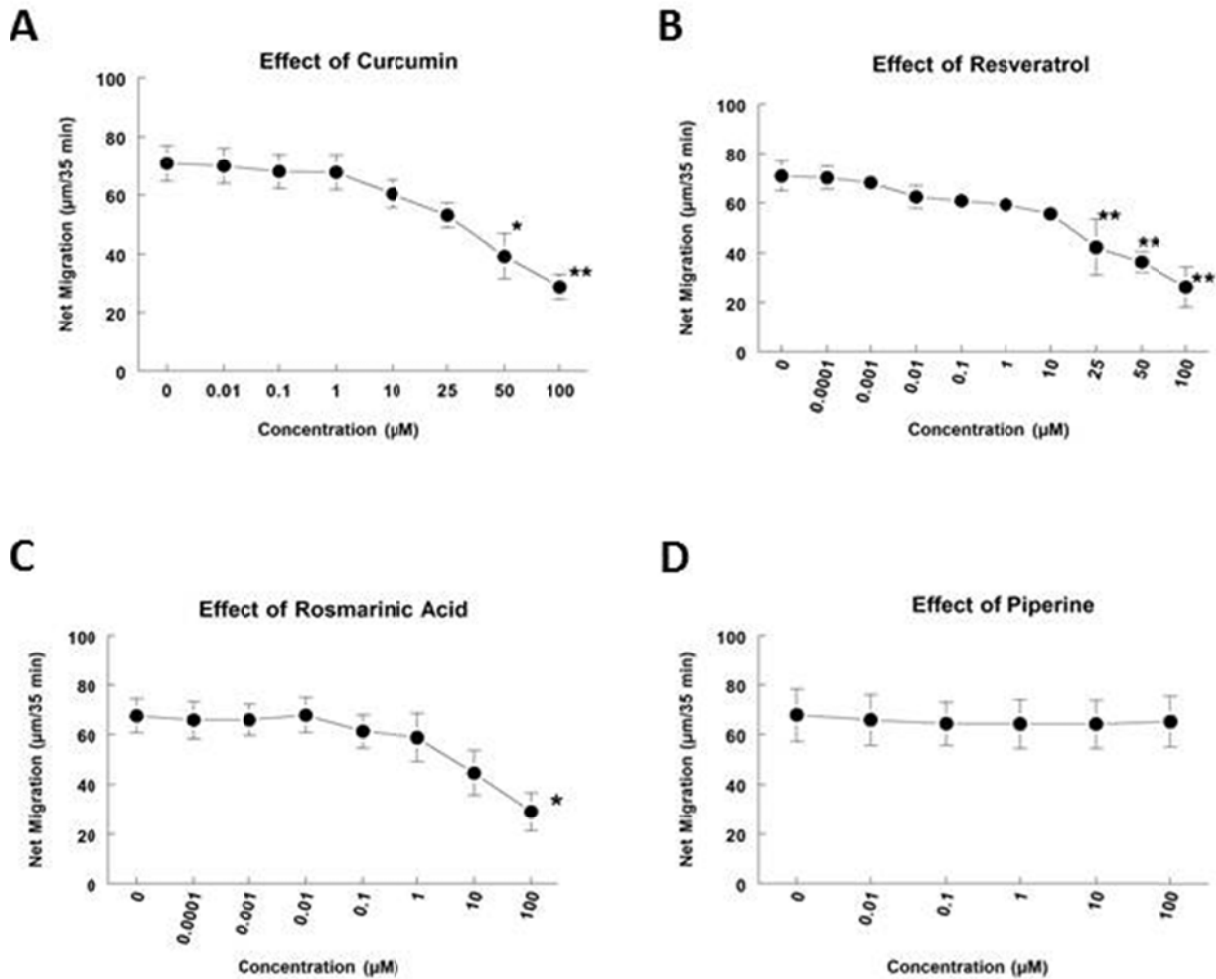 A
Effect of Curcumin
Net Migration (µm/35 min)
100
80
60
40
20
0
*
**
0 0.01 0.1 1 10 25 50 100
Concentration (µM)
B
Effect of Resveratrol
Net Migration (µm/35 min)
100
80
60
40
20
0
**
**
**
0 0.0001 0.001 0.01 0.1 1 10 25 50 100
Concentration (µM)
C
Effect of Rosmarinic Acid
Net Migration (µm/35 min)
100
80
60
40
20
0
*
0 0.0001 0.001 0.01 0.1 1 10 100
Concentration (µM)
D
Effect of Piperine
Net Migration (µm/35 min)
100
80
60
40
20
0
0 0.01 0.1 1 10 100
Concentration (µM)